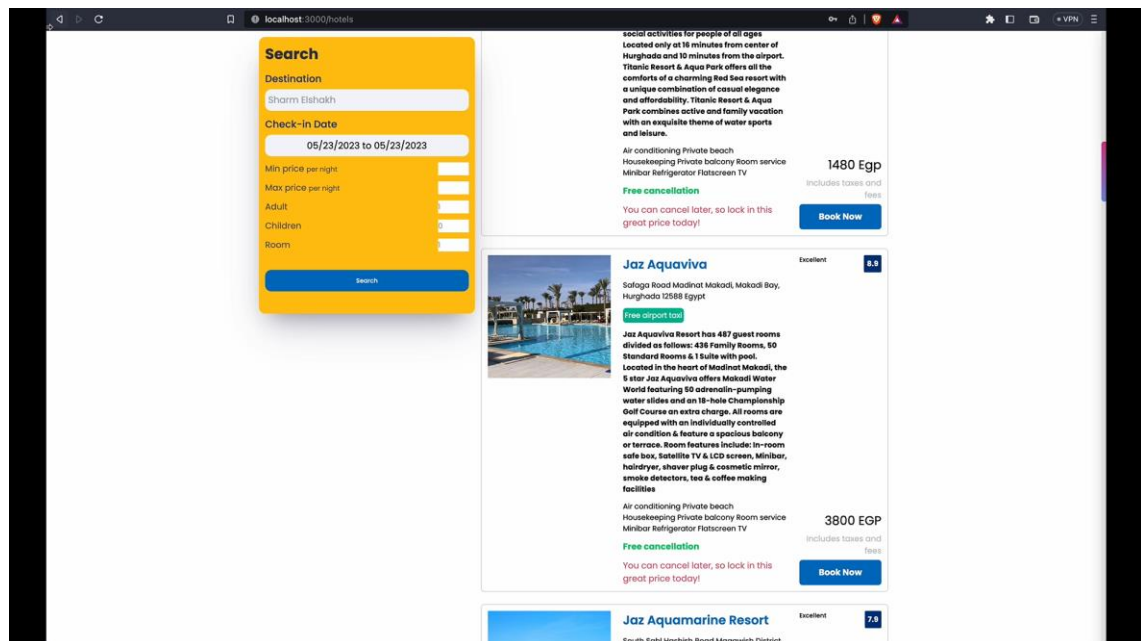 localhost:3000/hotels
VPN
Search
Destination
Sharm Elshakh
Check-in Date
05/23/2023 to 05/23/2023
Min price per night
Max price per night
Adult
Children
0
Room
Search
social activities for people of all ages
Located only at 16 minutes from center of
Hurghada and 10 minutes from the airport.
Titanic Resort & Aqua Park offers all the
comforts of a charming Red Sea resort with
a unique combination of casual elegance
and affordability. Titanic Resort & Aqua
Park combines active and family vacation
with an exquisite theme of water sports
and leisure.
Air conditioning Private beach
Housekeeping Private balcony Room service
Minibar Refrigerator Flatscreen TV
Free cancellation
You can cancel later, so lock in this
great price today!
1480 Egp
Includes taxes and
fees
Book Now
Jaz Aquaviva
Excellent
8.9
Safaga Road Madinat Makadi, Makadi Bay,
Hurghada 12588 Egypt
Free airport taxi
Jaz Aquaviva Resort has 487 guest rooms
divided as follows: 436 Family Rooms, 50
Standard Rooms & 1 Suite with pool.
Located in the heart of Madinat Makadi, the
5 star Jaz Aquaviva offers Makadi Water
World featuring 50 adrenalin-pumping
water slides and an 18-hole Championship
Golf Course an extra charge. All rooms are
equipped with an individually controlled
air condition & feature a spacious balcony
or terrace. Room features include: In-room
safe box, Satellite TV & LCD screen, Minibar,
hairdryer, shaver plug & cosmetic mirror,
smoke detectors, tea & coffee making
facilities
Air conditioning Private beach
Housekeeping Private balcony Room service
Minibar Refrigerator Flatscreen TV
Free cancellation
You can cancel later, so lock in this
great price today!
3800 EGP
Includes taxes and
fees
Book Now
Jaz Aquamarine Resort
Excellent
7.9